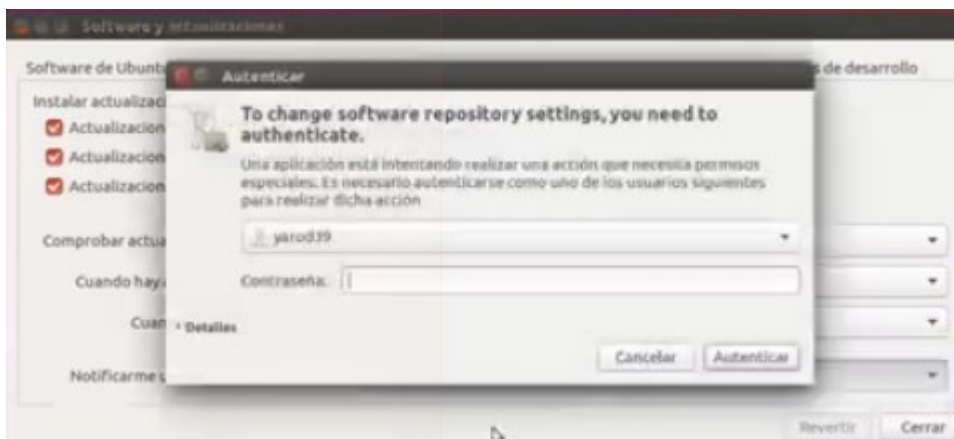 Software y actualizaciones
Software de Ubunt
s de desarrollo
Instalar actualizac
Actualizacion
Actualizacion
Actualizacion
Comprobar actua
Cuando hay
Cuan
Notificarme
Autenticar
To change software repository settings, you need to
authenticate.
Una aplicación está intentando realizar una acción que necesita permisos
especiales. Es necesario autenticarse como uno de los usuarios siguientes
para realizar dicha acción
yarod39
Contraseña:
Detalles
Cancelar Autenticar
Revertir Cerrar